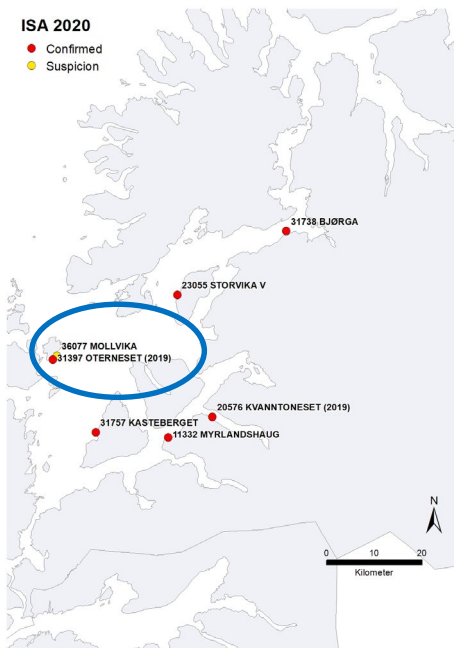 ISA 2020
Confirmed
Suspicion
31738 BJØRGA
23055 STORVIKA V
36077 MOLLVIKA
31397 OTERNESET (2019)
20576 KVANNTONESET (2019)
31757 KASTEBERGET
11332 MYRLANDSHAUG
N
0 10 20
Kilometer